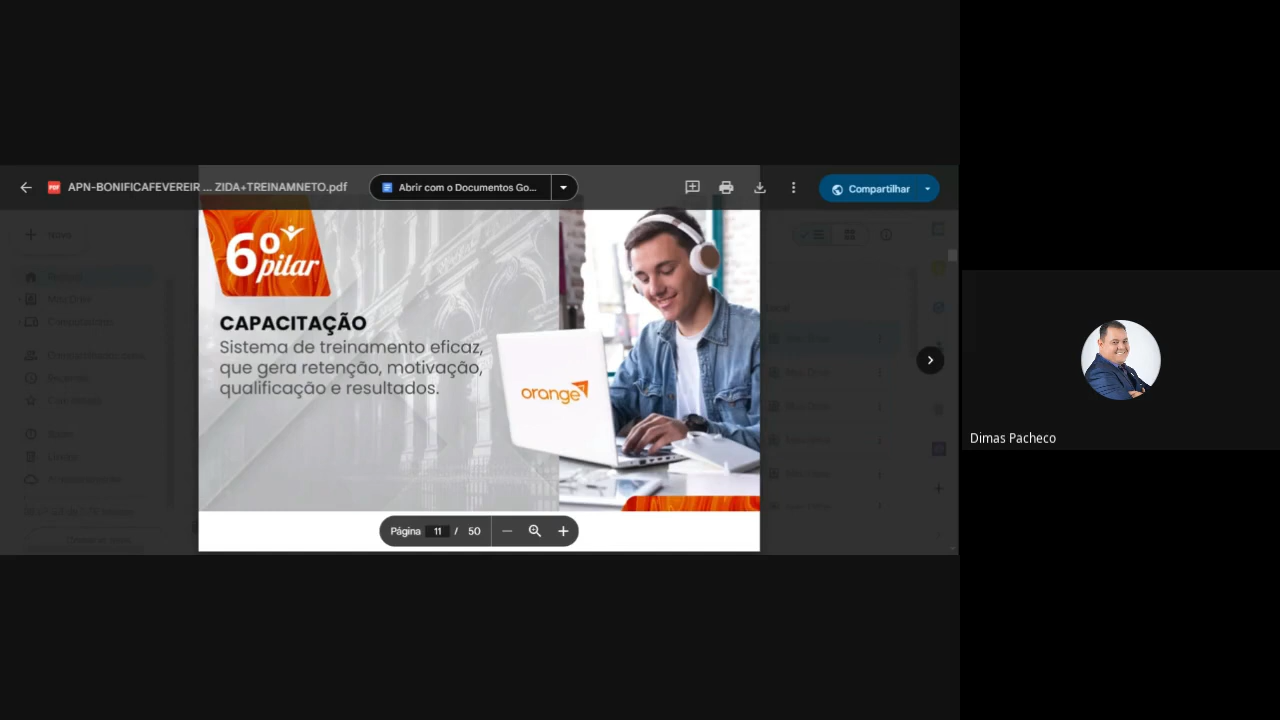 APN-BONIFICAFEVEREIR ... ZIDA+TREINAMNETO.pdf
Abrir com o Documentos Go...
Compartilhar
6º
pilar
CAPACITAÇÃO
Sistema de treinamento eficaz,
que gera retenção, motivação,
qualificação e resultados.
orange
Página 11 / 50
Dimas Pacheco